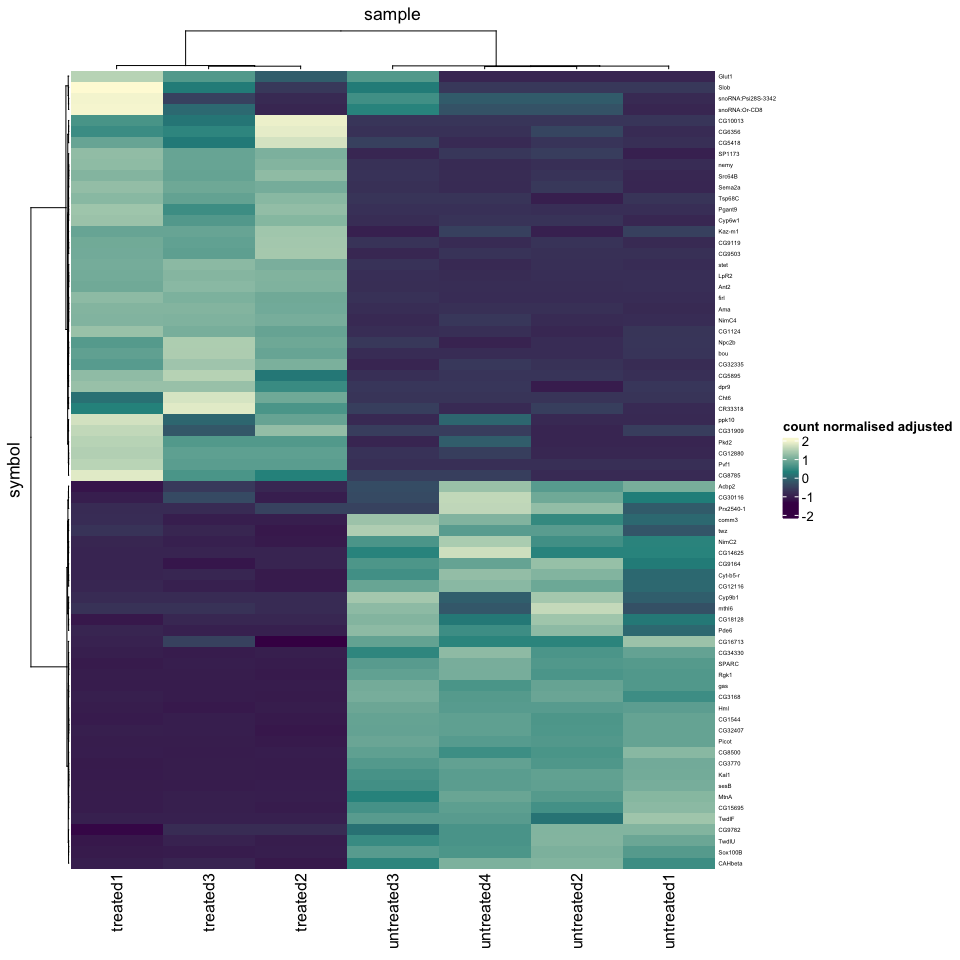 sample
symbol
Glut1
Slob
snoRNA:Psi28S-3342
snoRNA:Or-CD8
CG10013
CG6356
CG5418
SP1173
nemy
Src64B
Sema2a
Tsp68C
Pgant9
Cyp6w1
Kaz-m1
CG9119
CG9503
stet
LpR2
Ant2
firl
Ama
NimC4
CG1124
Npc2b
bou
CG32335
CG5895
dpr9
Cht6
CR33318
ppk10
CG31909
Pkd2
CG12880
Pvf1
CG8785
Acbp2
CG30116
Prx2540-1
comm3
twz
NimC2
CG14625
CG9164
Cyt-b5-r
CG12116
Cyp9b1
mthl6
CG18128
Pde6
CG16713
CG34330
SPARC
Rgk1
gas
CG3168
Hml
CG1544
CG32407
Picot
CG8500
CG3770
Kal1
sesB
MtnA
CG15695
TwdlF
CG9782
TwdlU
Sox100B
CAHbeta
treated1
treated3
treated2
untreated3
untreated4
untreated2
untreated1
count normalised adjusted
2
1
0
-1
-2